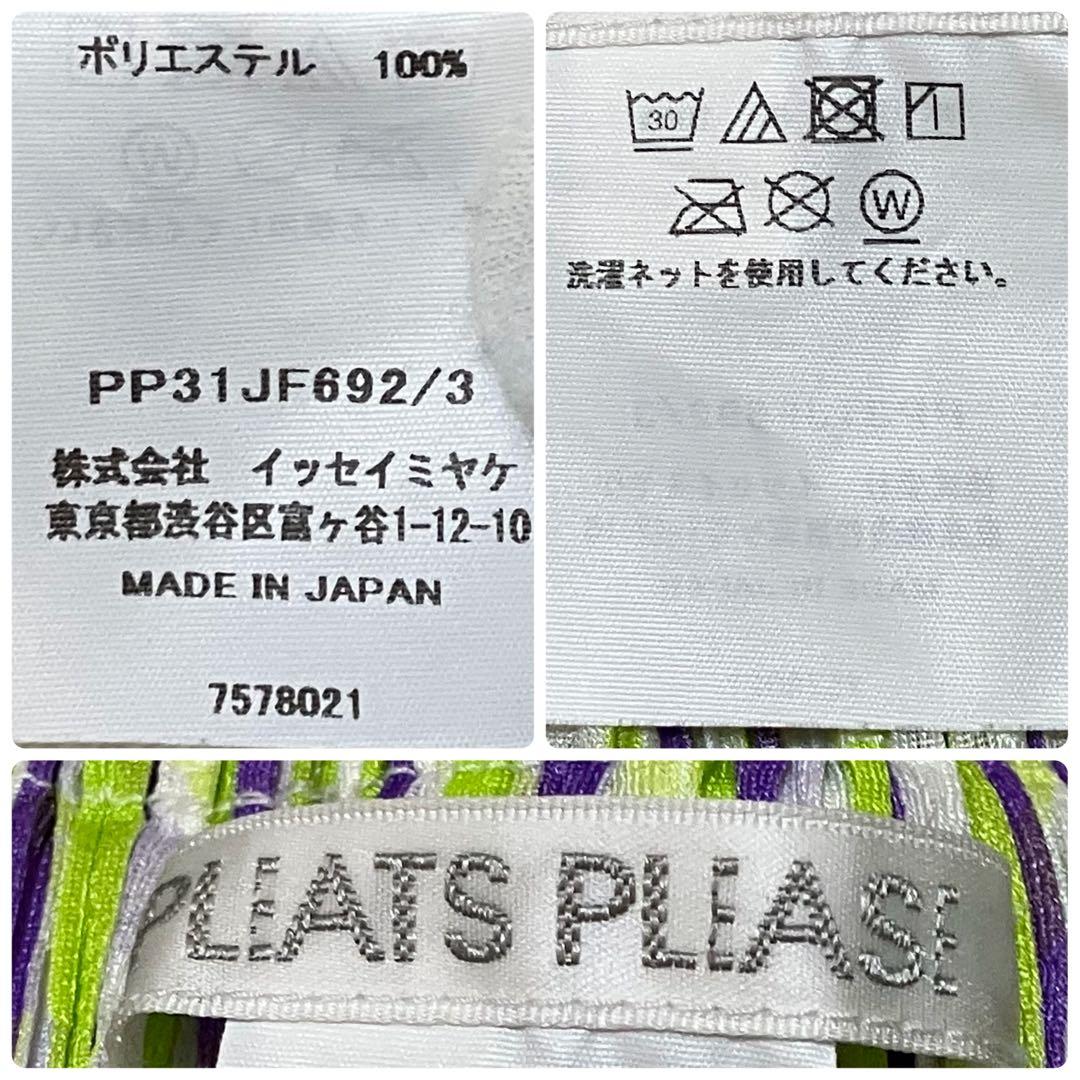 ポリエステル 100%
PP31JF692/3
株式会社 イッセイミヤケ
東京都渋谷区富ヶ谷1-12-10
MADE IN JAPAN
7578021
30
W
洗濯ネットを使用してください。
PLEATS PLEASE